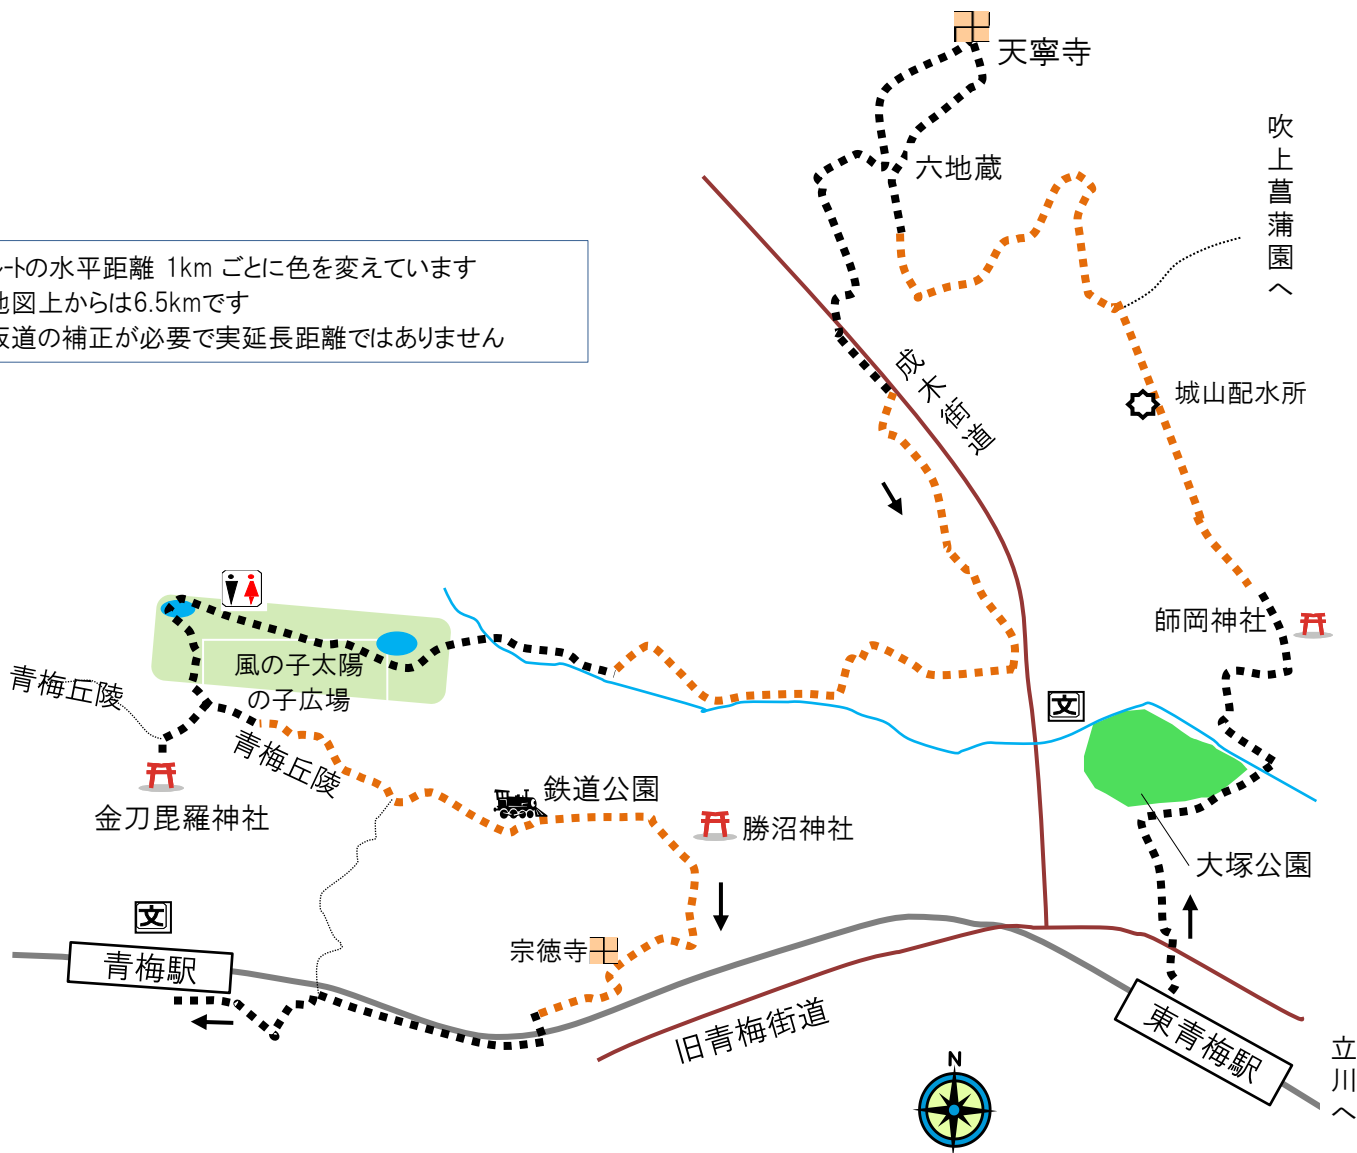 天寧寺
吹上菖蒲園へ
六地蔵
ルートの水平距離 1km ごとに色を変えています
地図上からは6.5kmです
坂道の補正が必要で実延長距離ではありません
成木街道
城山配水所
師岡神社
風の子太陽
の子広場
青梅丘陵
文
青梅丘陵
鉄道公園
金刀毘羅神社
勝沼神社
大塚公園
文
宗徳寺
青梅駅
旧青梅街道
東青梅駅
立川へ
N